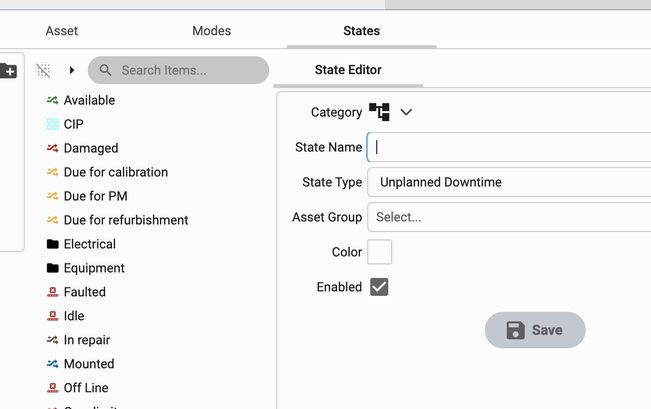 Asset
Modes
States
Search Items...
State Editor
Available
CIP
Damaged
Due for calibration
Due for PM
Due for refurbishment
Electrical
Equipment
Faulted
Idle
In repair
Mounted
Off Line
Category
State Name
State Type
Unplanned Downtime
Asset Group
Select...
Color
Enabled
Save